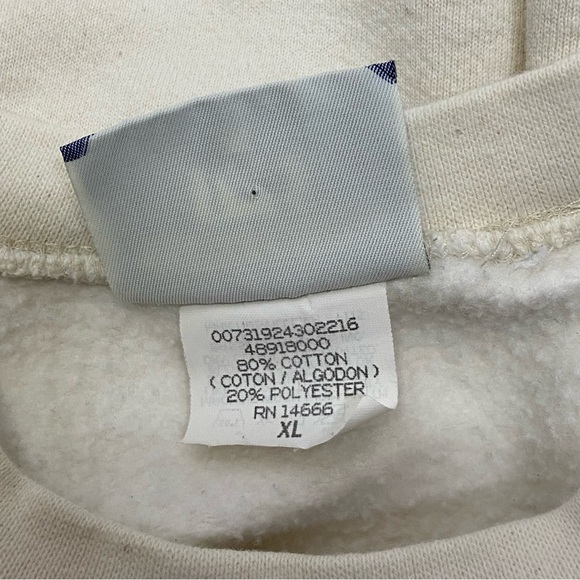 00731924302216
48918000
80% COTTON
( COTON / ALGODON )
20% POLYESTER
RN 14666
XL